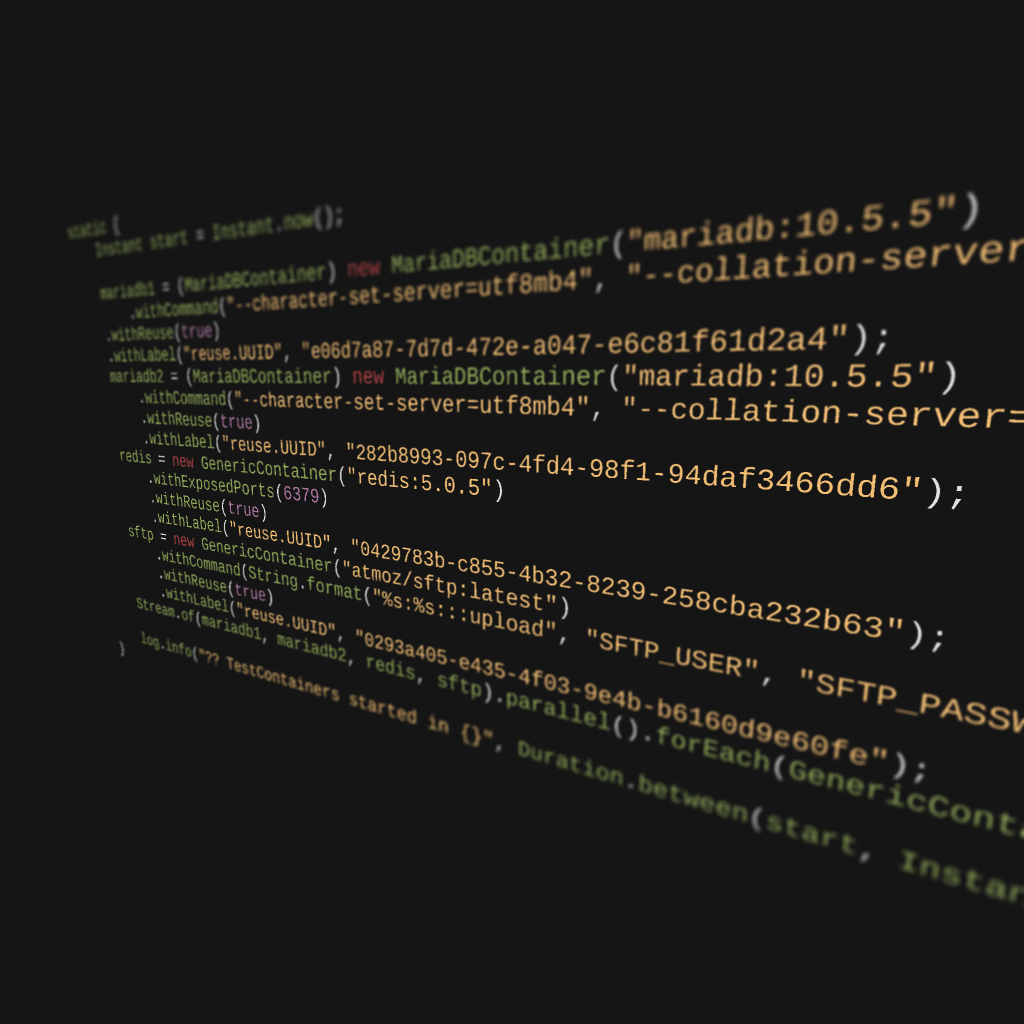 static {
Instant start = Instant.now();
mariadb1 = (MariaDBContainer) new MariaDBContainer("mariadb:10.5.5")
.withCommand("--character-set-server=utf8mb4", "--collation-server
.withReuse(true)
.withLabel("reuse.UUID", "e06d7a87-7d7d-472e-a047-e6c81f61d2a4");
mariadb2 = (MariaDBContainer) new MariaDBContainer("mariadb:10.5.5")
.withCommand("--character-set-server=utf8mb4", "--collation-server=
.withReuse(true)
.withLabel("reuse.UUID", "282b8993-097c-4fd4-98f1-94daf3466dd6");
redis = new GenericContainer("redis:5.0.5")
.withExposedPorts(6379)
.withReuse(true)
.withLabel("reuse.UUID", "0429783b-c855-4b32-8239-258cba232b63");
sftp = new GenericContainer("atmoz/sftp:latest")
.withCommand(String.format("%s:%s:::upload", "SFTP_USER", "SFTP_PASSW
.withReuse(true)
.withLabel("reuse.UUID", "0293a405-e435-4f03-9e4b-b6160d9e60fe");
Stream.of(mariadb1, mariadb2, redis, sftp).parallel().forEach(GenericConta
log.info("?? TestContainers started in {}", Duration.between(start, Instan
}